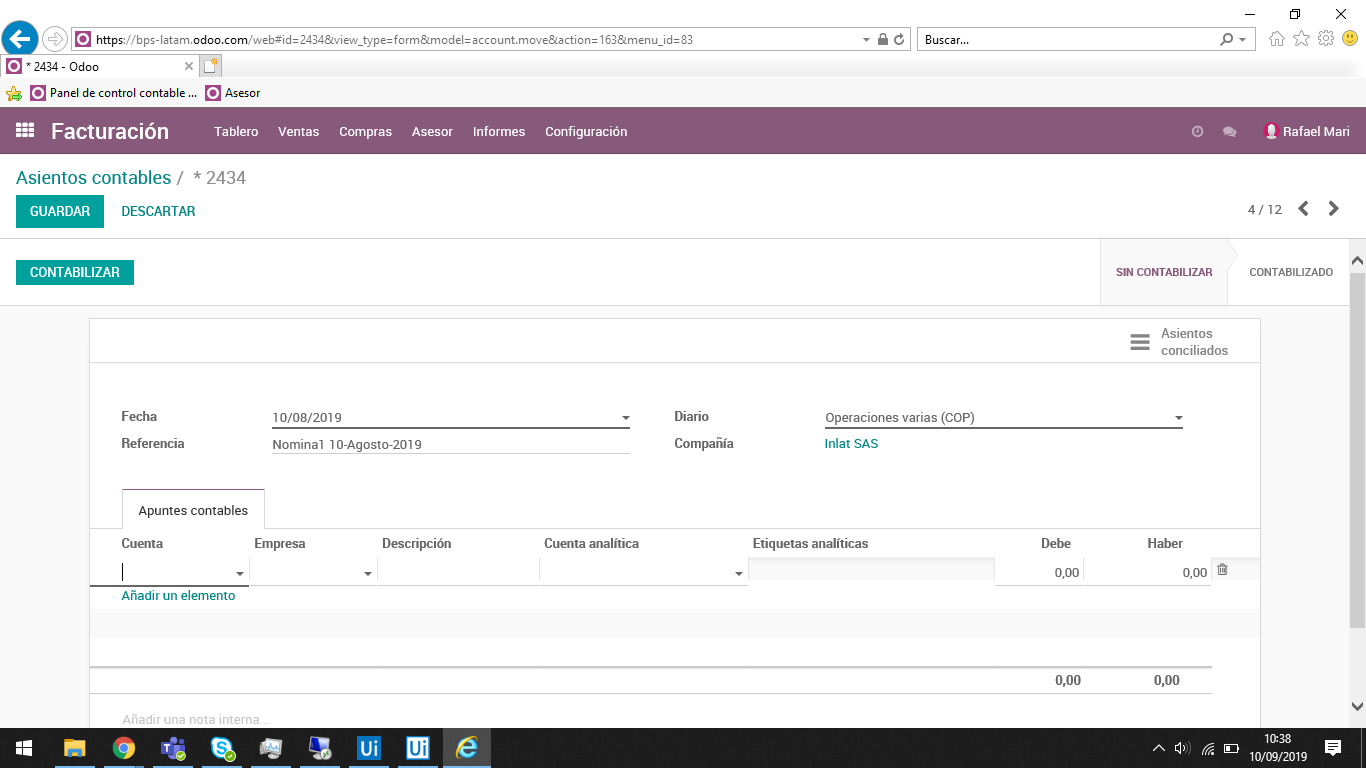 https://bps-latam.odoo.com/web#id=2434&view_type=form&model=account.move&action=163&menu_id=83
Buscar...
* 2434 - Odoo
Panel de control contable ...
Asesor
Facturación
Tablero
Ventas
Compras
Asesor
Informes
Configuración
Rafael Mari
Asientos contables / * 2434
GUARDAR
DESCARTAR
4 / 12
CONTABILIZAR
SIN CONTABILIZAR
CONTABILIZADO
Asientos
conciliados
Fecha
10/08/2019
Diario
Operaciones varias (COP)
Referencia
Nomina1 10-Agosto-2019
Compañía
Inlat SAS
Apuntes contables
Cuenta
Empresa
Descripción
Cuenta analítica
Etiquetas analíticas
Debe
Haber
0,00
0,00
Añadir un elemento
0,00
0,00
Añadir una nota interna...
Ui
Ui
10:38
10/09/2019